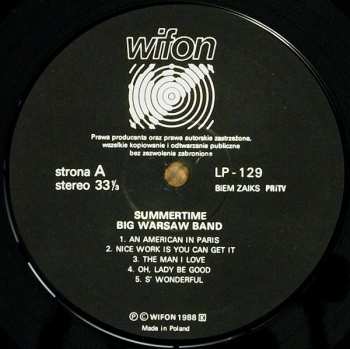 wifon
Prawa producenta oraz prawa autorskie zastrzeżone,
wszelkie kopiowanie i odtwarzanie publiczne
bez zezwolenia zabronione
strona A
stereo 33⅓
LP-129
BIEM ZAIKS PRiTV
SUMMERTIME
BIG WARSAW BAND
1. AN AMERICAN IN PARIS
2. NICE WORK IS YOU CAN GET IT
3. THE MAN I LOVE
4. OH, LADY BE GOOD
5. S' WONDERFUL
Ⓟ © WIFON 1988
Made in Poland